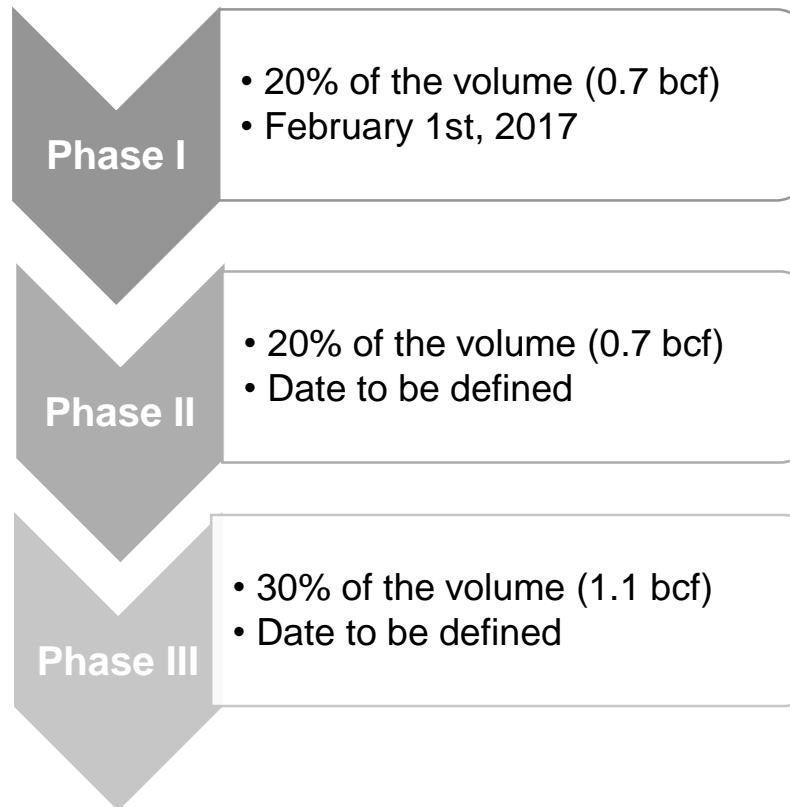 Phase I
• 20% of the volume (0.7 bcf)
• February 1st, 2017
Phase II
• 20% of the volume (0.7 bcf)
• Date to be defined
Phase III
• 30% of the volume (1.1 bcf)
• Date to be defined